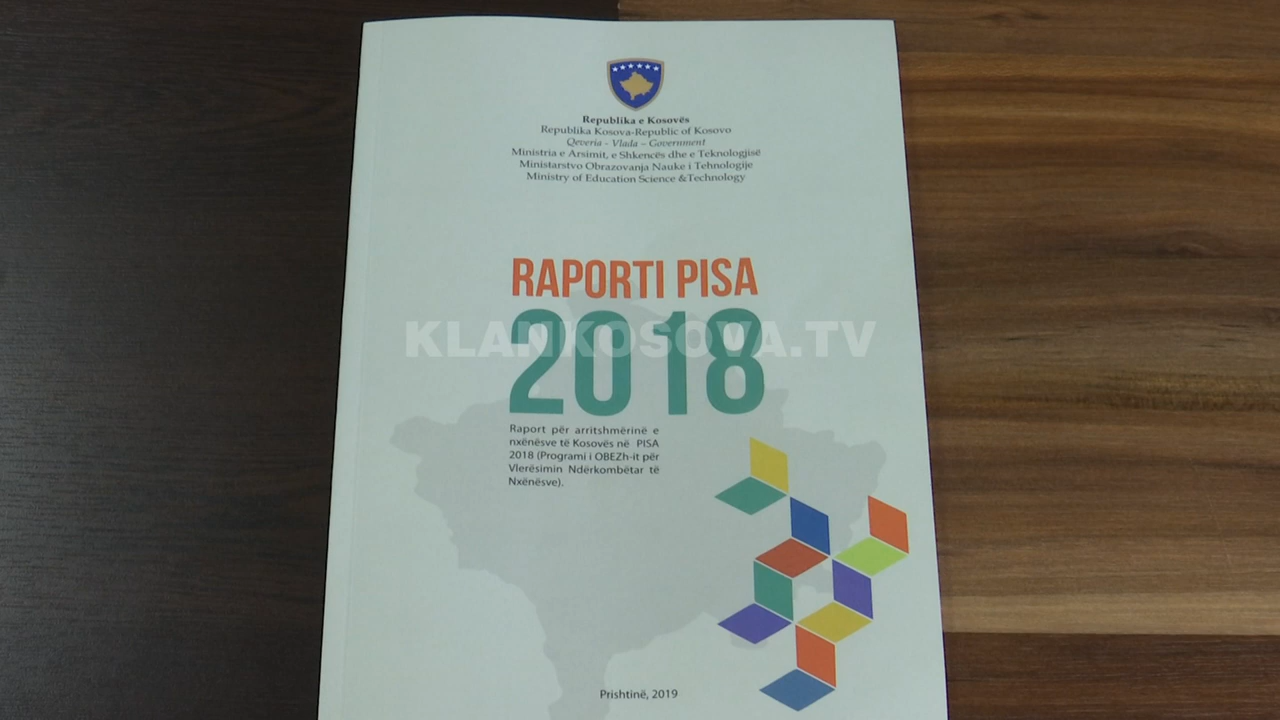 Republika e Kosovës
Republika Kosova-Republic of Kosovo
Qeveria - Vlada - Government
Ministria e Arsimit, e Shkencës dhe e Teknologjisë
Ministarstvo Obrazovanja Nauke i Tehnologije
Ministry of Education Science &Technology
RAPORTI PISA
2018
KLANKOSOVA.TV
Raport për arritshmërinë e
nxënësve të Kosovës në PISA
2018 (Programi i OBEZh-it për
Vlerësimin Ndërkombëtar të
Nxënësve).
Prishtinë, 2019